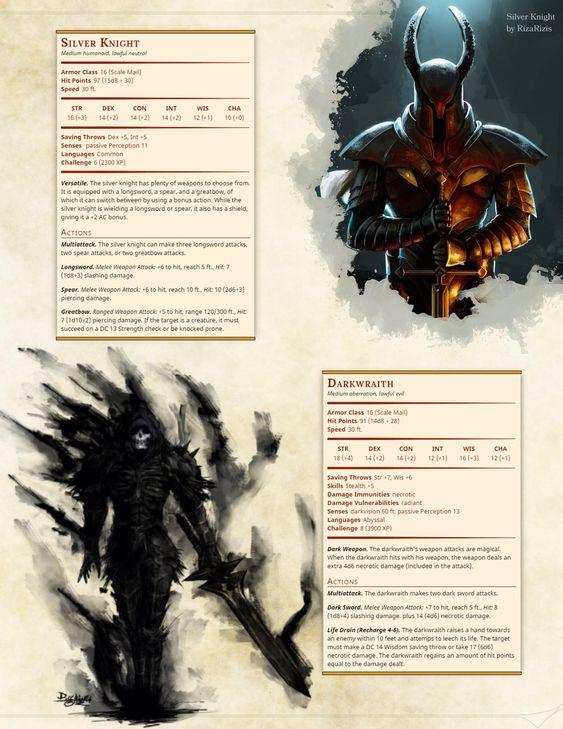 Silver Knight
by RizaRizis
Silver Knight
Medium humanoid, lawful neutral
Armor Class 16 (Scale Mail)
Hit Points 97 (15d8 + 30)
Speed 30 ft.
STR DEX CON INT WIS CHA
16 (+3) 14 (+2) 14 (+2) 14 (+2) 12 (+1) 10 (+0)
Saving Throws Dex +5, Int +5
Senses passive Perception 11
Languages Common
Challenge 6 (2300 XP)
Versatile. The silver knight has plenty of weapons to choose from.
It is equipped with a longsword, a spear, and a greatbow, of
which it can switch between by using a bonus action. While the
silver knight is wielding a longsword or spear, it also has a shield,
giving it a +2 AC bonus.
Actions
Multiattack. The silver knight can make three longsword attacks,
two spear attacks, or two greatbow attacks.
Longsword. Melee Weapon Attack: +6 to hit, reach 5 ft., Hit: 7
(1d8+3) slashing damage.
Spear. Melee Weapon Attack: +6 to hit, reach 10 ft., Hit: 10 (2d6+3)
piercing damage.
Greatbow. Ranged Weapon Attack: +5 to hit, range 120/300 ft., Hit:
7 (1d10+2) piercing damage. If the target is a creature, it must
succeed on a DC 13 Strength check or be knocked prone.
Darkwraith
Medium aberration, lawful evil
Armor Class 16 (Scale Mail)
Hit Points 91 (14d8 + 28)
Speed 30 ft.
STR DEX CON INT WIS CHA
18 (+4) 14 (+2) 14 (+2) 12 (+1) 16 (+3) 12 (+1)
Saving Throws Str +7, Wis +6
Skills Stealth +5
Damage Immunities necrotic
Damage Vulnerabilities radiant
Senses darkvision 60 ft, passive Perception 13
Languages Abyssal
Challenge 8 (3900 XP)
Dark Weapon. The darkwraith's weapon attacks are magical.
When the darkwraith hits with his weapon, the weapon deals an
extra 4d6 necrotic damage (included in the attack).
Actions
Multiattack. The darkwraith makes two dark sword attacks.
Dark Sword. Melee Weapon Attack: +7 to hit, reach 5 ft., Hit: 8
(1d8+4) slashing damage. plus 14 (4d6) necrotic damage.
Life Drain (Recharge 4-6). The darkwraith raises a hand towards
an enemy within 10 feet and attemps to leech its life. The target
must make a DC 14 Wisdom saving throw or take 17 (6d6)
necrotic damage. The darkwraith regains an amount of hit points
equal to the damage dealt.